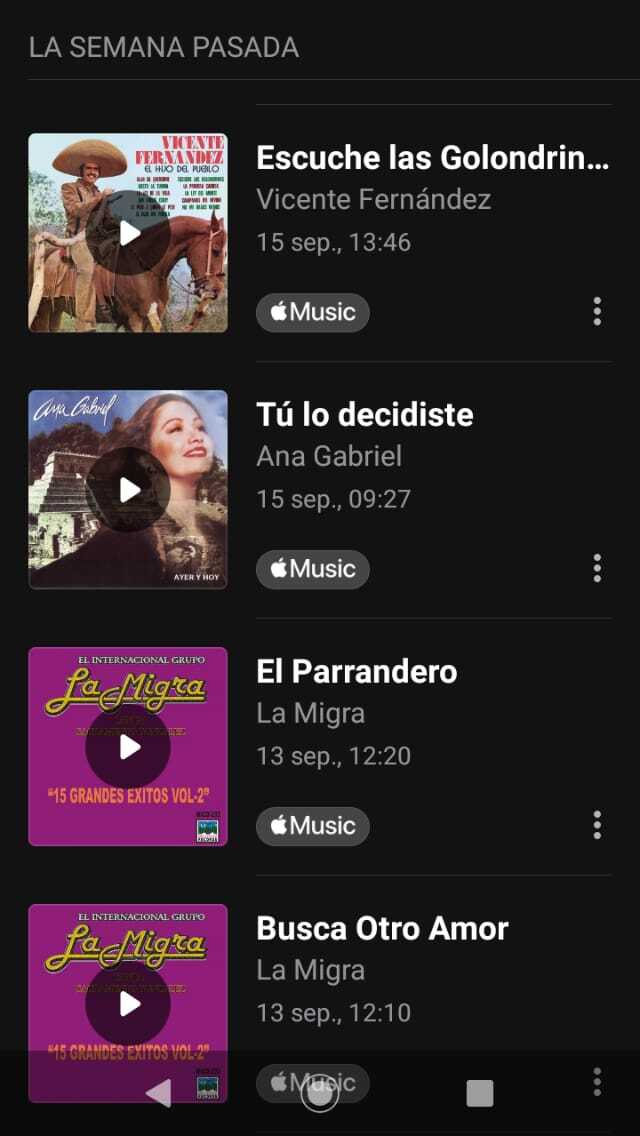 LA SEMANA PASADA
VICENTE
FERNANDEZ
EL HIJO DEL PUEBLO
Escuche las Golondrin...
Vicente Fernández
15 sep., 13:46
Music
Ana Gabriel
AYER Y HOY
Tú lo decidiste
Ana Gabriel
15 sep., 09:27
Music
EL INTERNACIONAL GRUPO
La Migra
"15 GRANDES EXITOS VOL-2"
El Parrandero
La Migra
13 sep., 12:20
Music
EL INTERNACIONAL GRUPO
La Migra
"15 GRANDES EXITOS VOL-2"
Busca Otro Amor
La Migra
13 sep., 12:10
Music